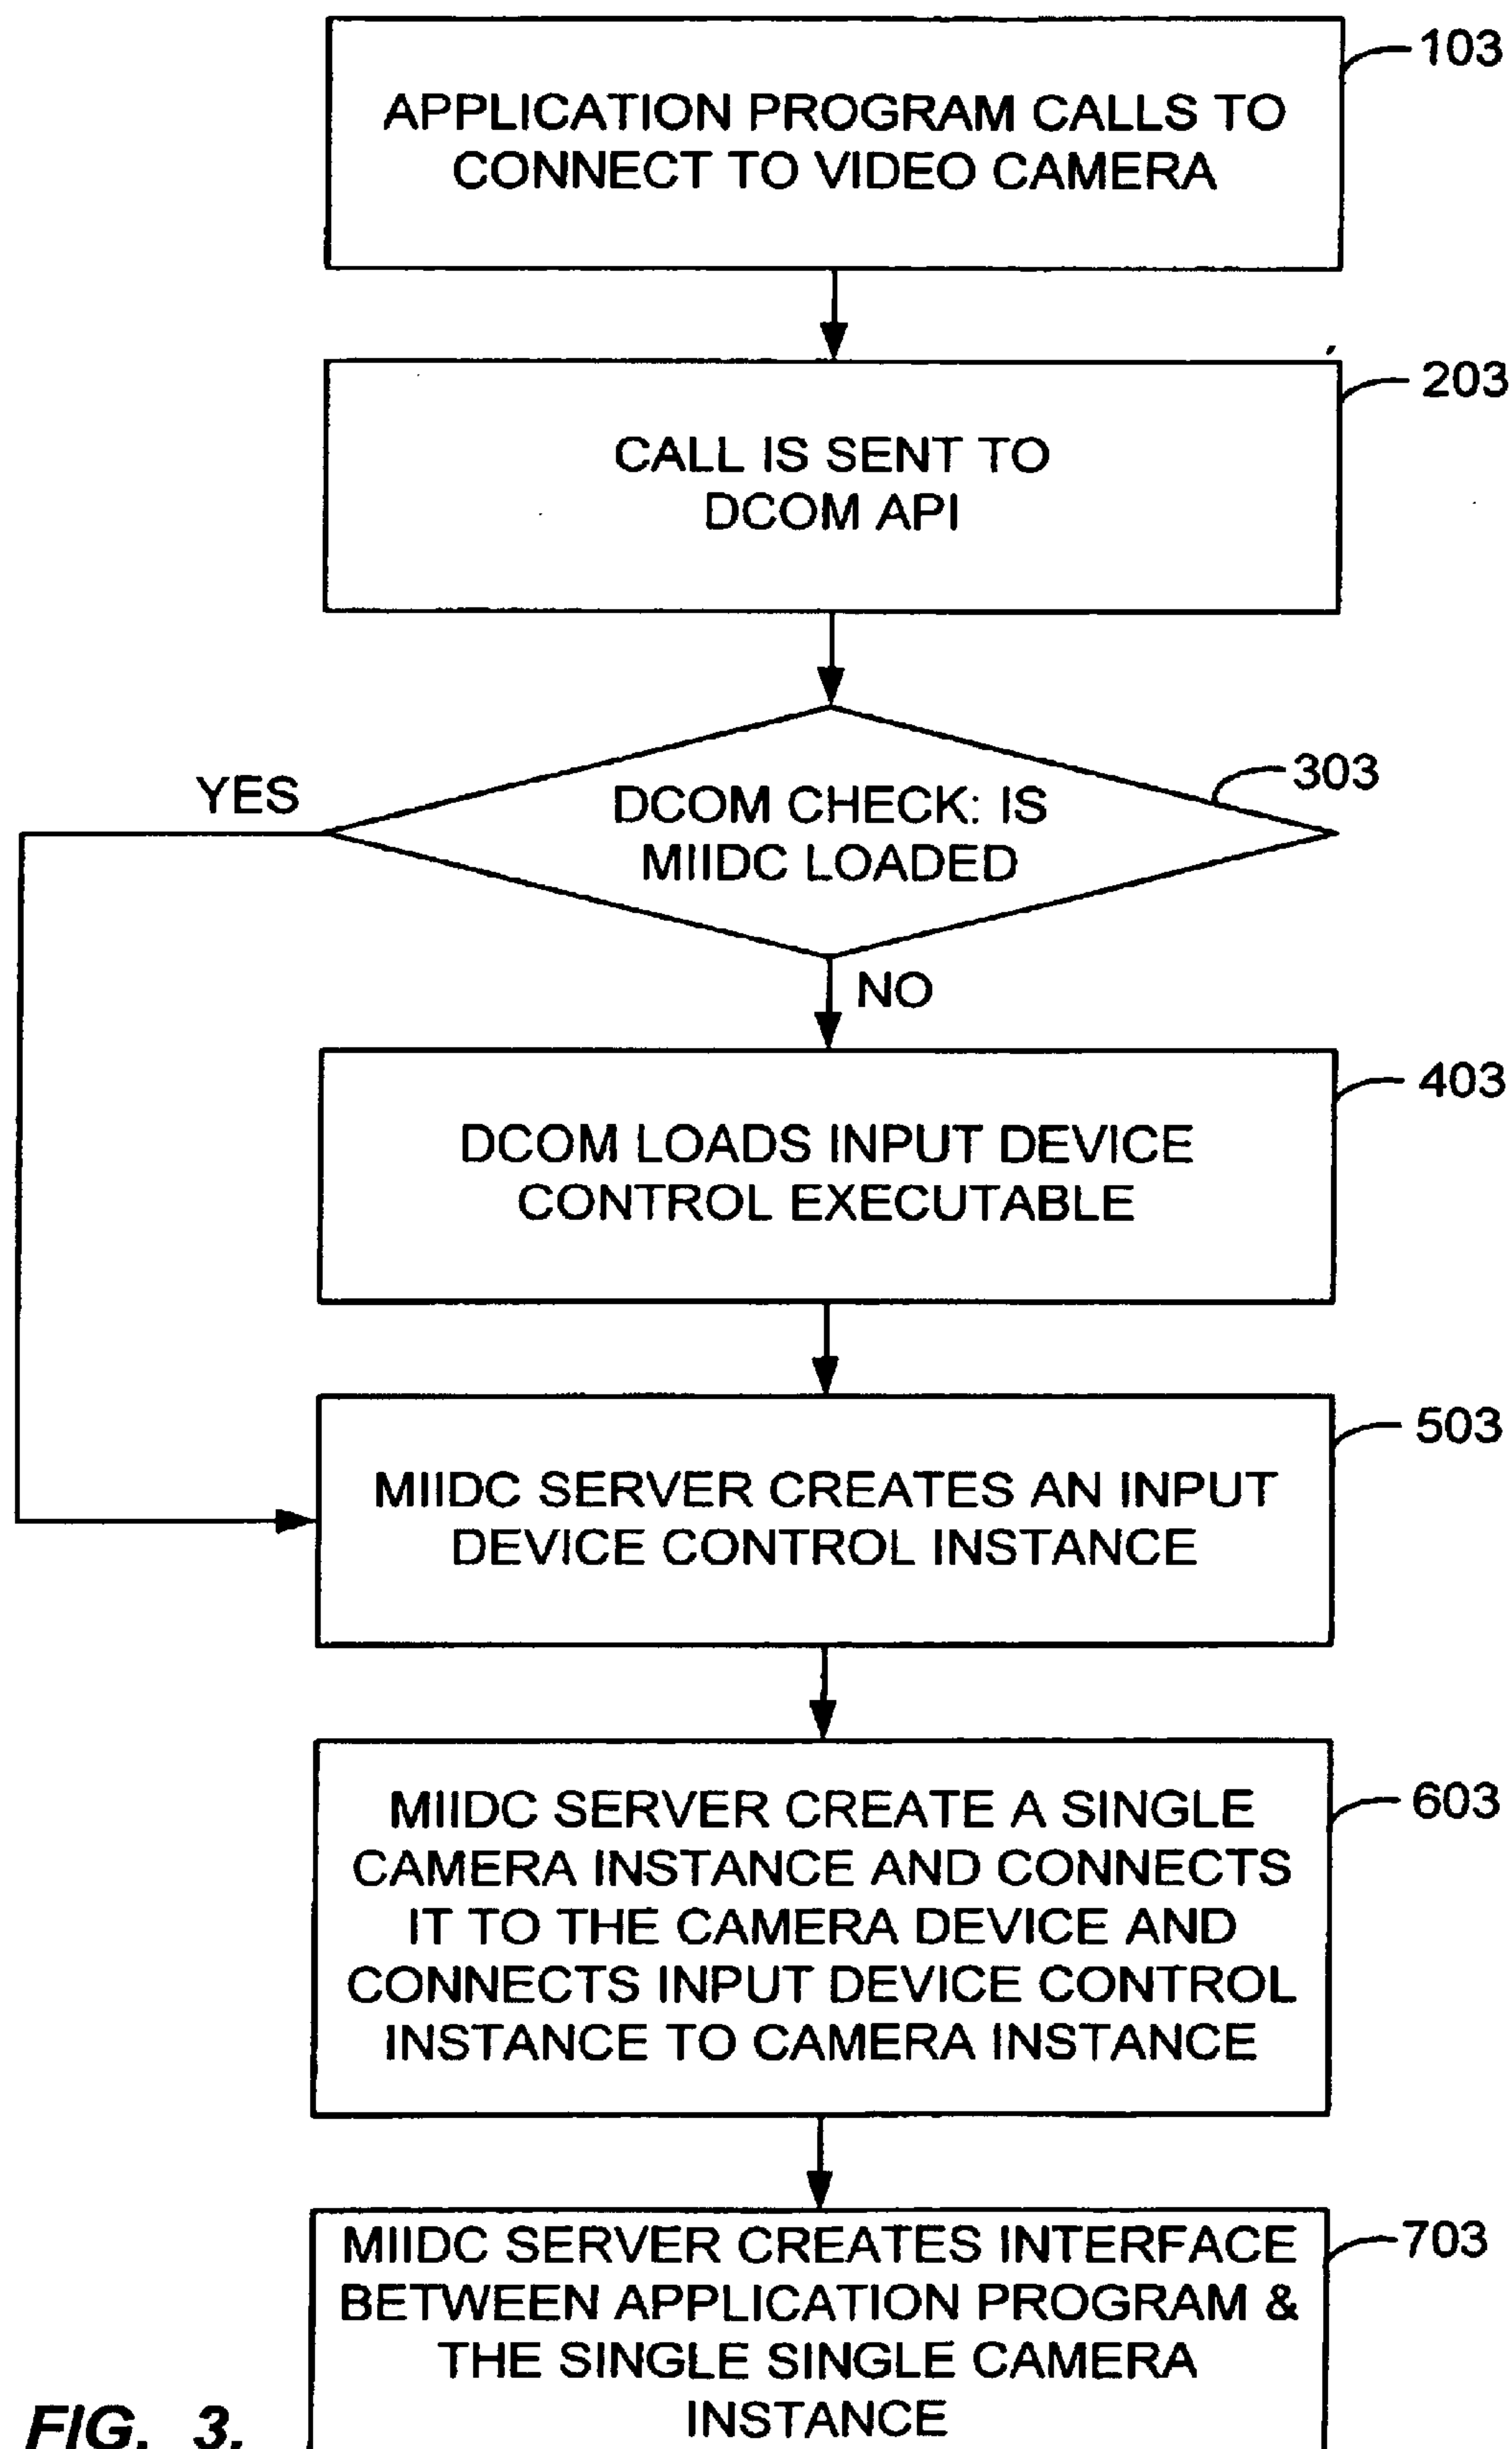 103
APPLICATION PROGRAM CALLS TO
CONNECT TO VIDEO CAMERA
203
CALL IS SENT TO
DCOM API
303
YES
DCOM CHECK: IS
MIIDC LOADED
NO
403
DCOM LOADS INPUT DEVICE
CONTROL EXECUTABLE
503
MIIDC SERVER CREATES AN INPUT
DEVICE CONTROL INSTANCE
603
MIIDC SERVER CREATE A SINGLE
CAMERA INSTANCE AND CONNECTS
IT TO THE CAMERA DEVICE AND
CONNECTS INPUT DEVICE CONTROL
INSTANCE TO CAMERA INSTANCE
703
MIIDC SERVER CREATES INTERFACE
BETWEEN APPLICATION PROGRAM &
THE SINGLE SINGLE CAMERA
INSTANCE
FIG. 3.